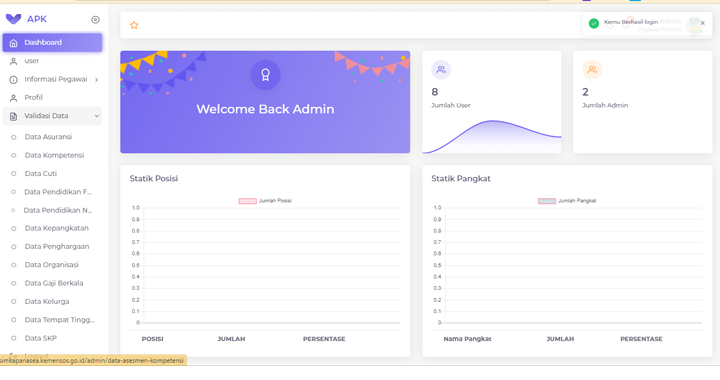 APK
Dashboard
user
Informasi Pegawai
Profil
Validasi Data
Data Asuransi
Data Kompetensi
Data Cuti
Data Pendidikan F...
Data Pendidikan N...
Data Kepangkatan
Data Penghargaan
Data Organisasi
Data Gaji Berkala
Data Kelurga
Data Tempat Tingg...
Data SKP
simkapanasea.kemensos.go.id/admin/data-asesmen-kompetensi
Kamu Berhasil login
Welcome Back Admin
8
Jumlah User
2
Jumlah Admin
Statik Posisi
Jumlah Posisi
1.0
0.9
0.8
0.7
0.6
0.5
0.4
0.3
0.2
0.1
0
POSISI JUMLAH PERSENTASE
Statik Pangkat
Jumlah Pangkat
1.0
0.9
0.8
0.7
0.6
0.5
0.4
0.3
0.2
0.1
0
Nama Pangkat JUMLAH PERSENTASE